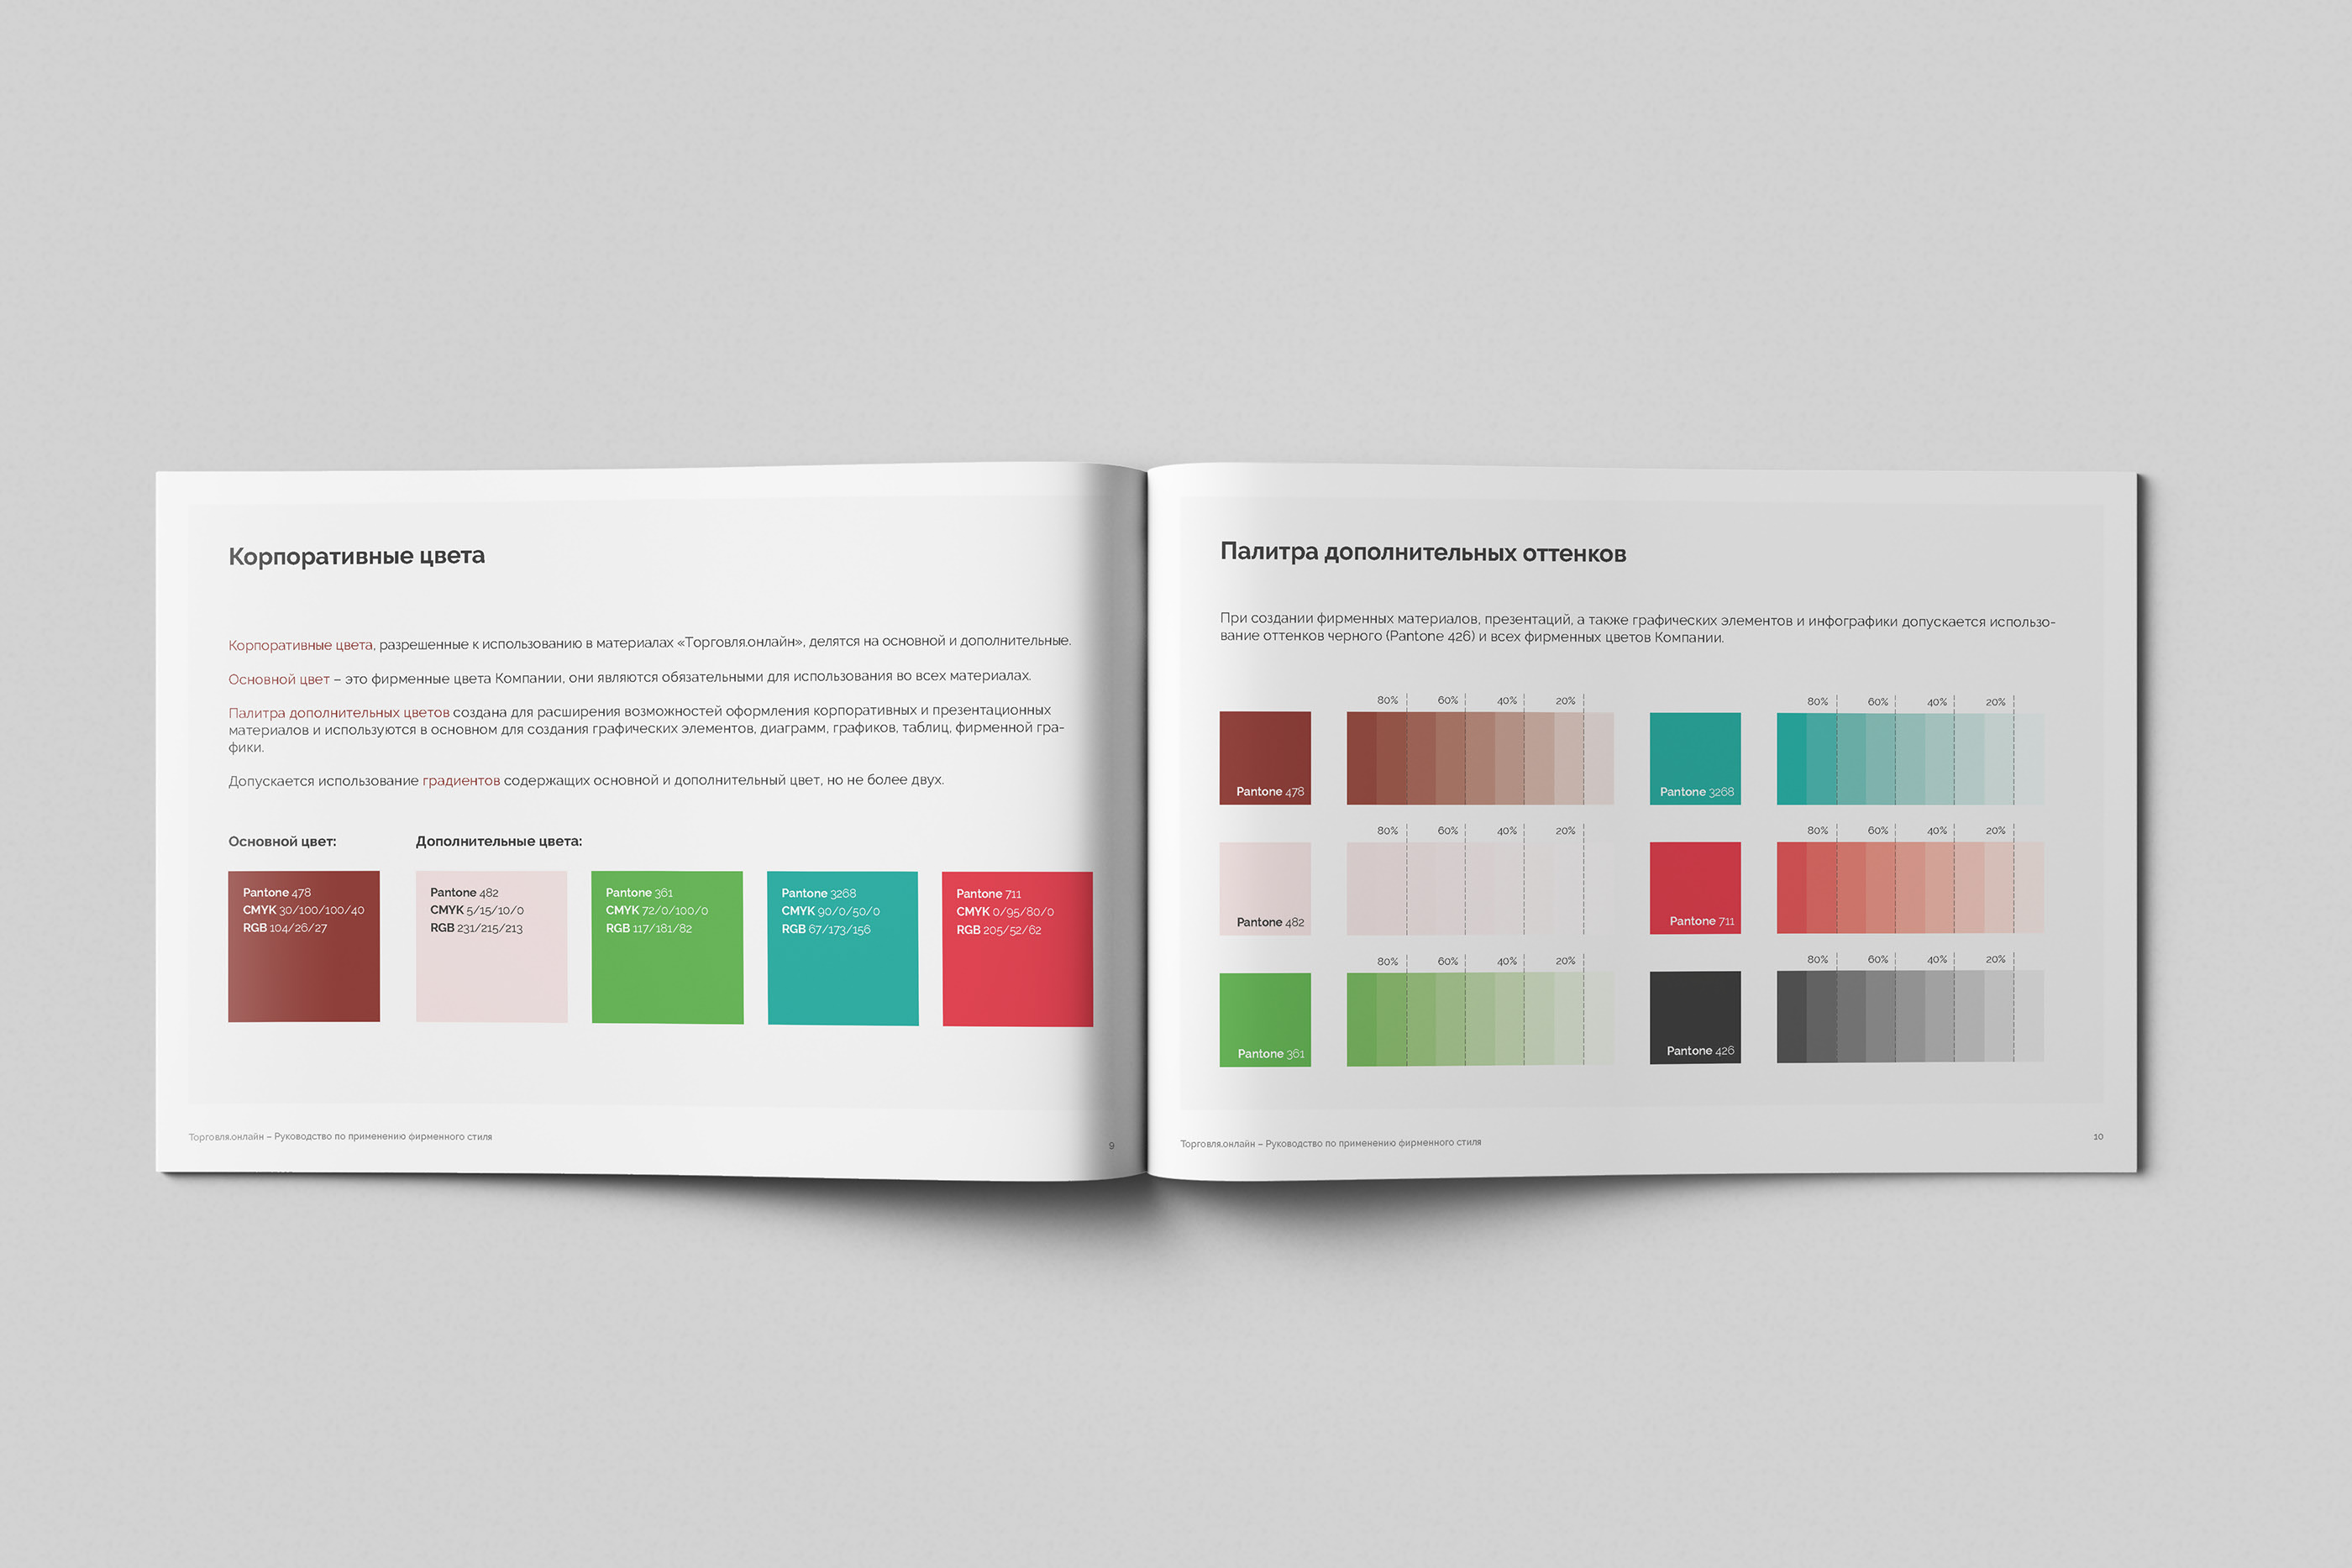 Корпоративные цвета
Корпоративные цвета, разрешенные к использованию в материалах «Торговля.онлайн», делятся на основной и дополнительные.
Основной цвет – это фирменные цвета Компании, они являются обязательными для использования во всех материалах.
Палитра дополнительных цветов создана для расширения возможностей оформления корпоративных и презентационных
материалов и используются в основном для создания графических элементов, диаграмм, графиков, таблиц, фирменной гра-
фики.
Допускается использование градиентов содержащих основной и дополнительный цвет, но не более двух.
Основной цвет:
Дополнительные цвета:
Pantone 478
CMYK 30/100/100/40
RGB 104/26/27
Pantone 482
CMYK 5/15/10/0
RGB 231/215/213
Pantone 361
CMYK 72/0/100/0
RGB 117/181/82
Pantone 3268
CMYK 90/0/50/0
RGB 67/173/156
Pantone 711
CMYK 0/95/80/0
RGB 205/52/62
Торговля.онлайн – Руководство по применению фирменного стиля
9
Палитра дополнительных оттенков
При создании фирменных материалов, презентаций, а также графических элементов и инфографики допускается использо-
вание оттенков черного (Pantone 426) и всех фирменных цветов Компании.
80% 60% 40% 20%
Pantone 478
80% 60% 40% 20%
Pantone 3268
80% 60% 40% 20%
Pantone 482
80% 60% 40% 20%
Pantone 711
80% 60% 40% 20%
Pantone 361
80% 60% 40% 20%
Pantone 426
Торговля.онлайн – Руководство по применению фирменного стиля
10